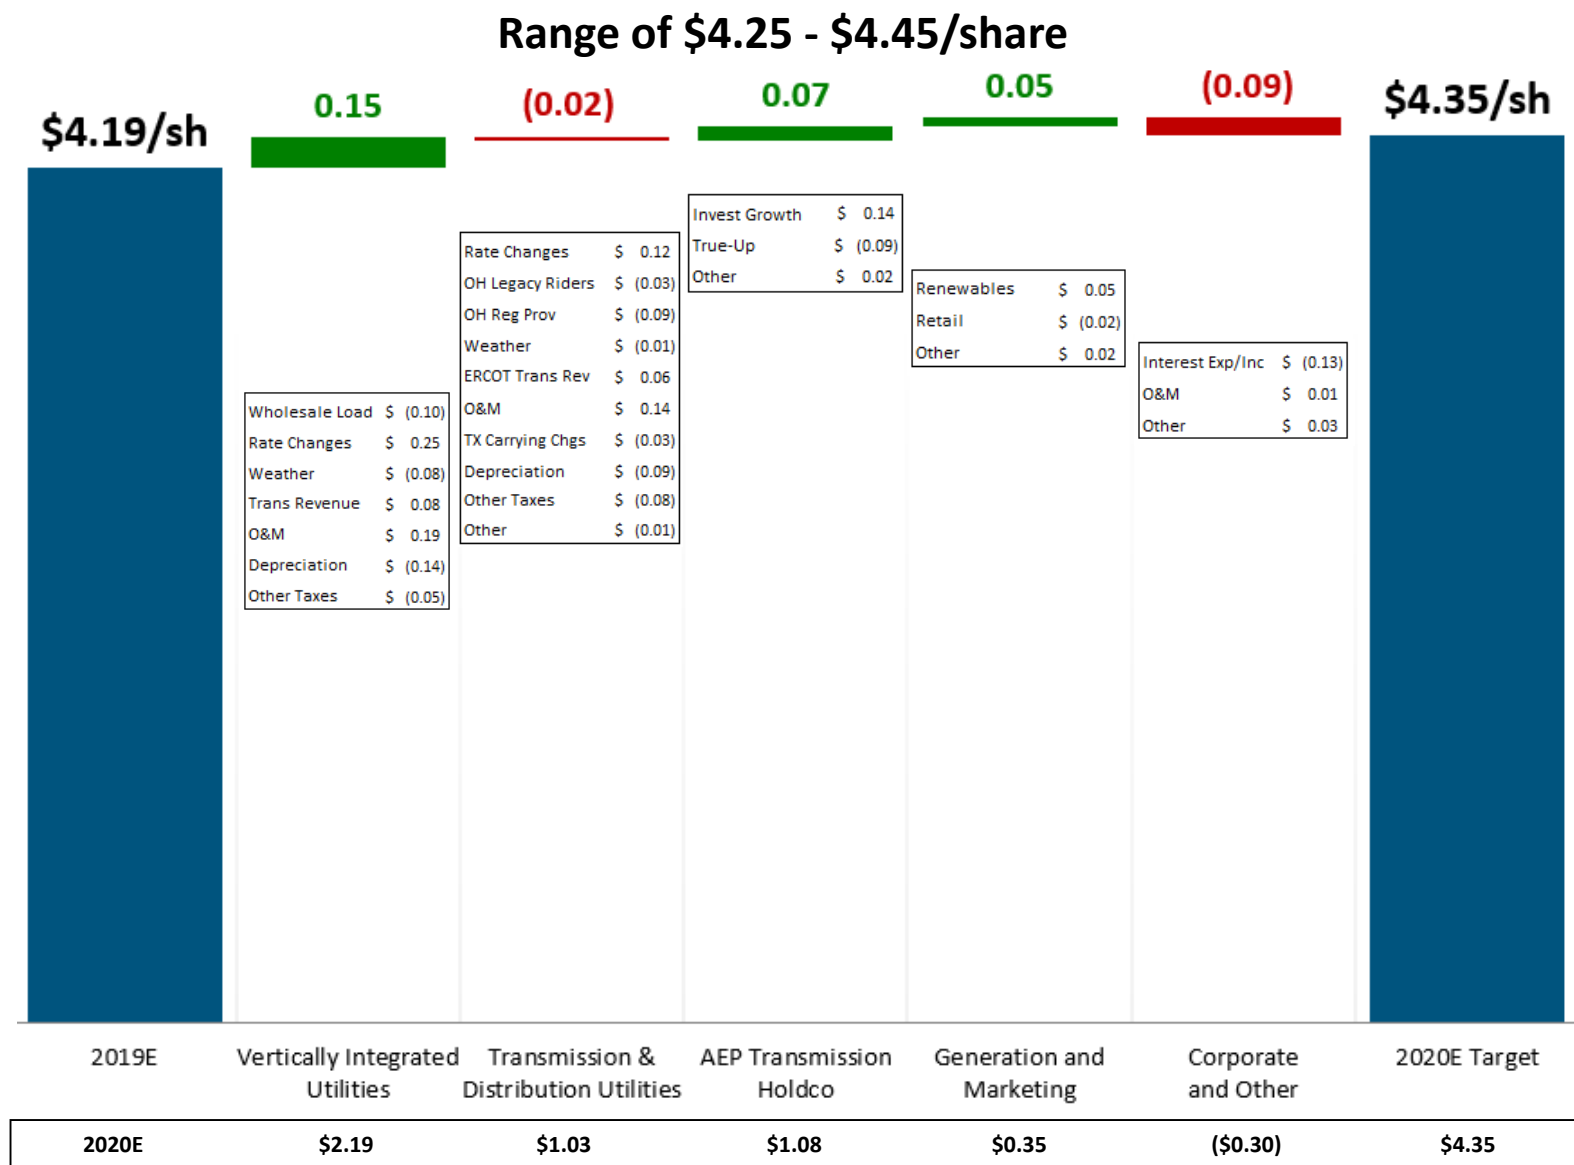 Range of $4.25 - $4.45/share
$4.19/sh
0.15
(0.02)
0.07
0.05
(0.09)
$4.35/sh
Wholesale Load $ (0.10)
Rate Changes $ 0.25
Weather $ (0.08)
Trans Revenue $ 0.08
O&M $ 0.19
Depreciation $ (0.14)
Other Taxes $ (0.05)
Rate Changes $ 0.12
OH Legacy Riders $ (0.03)
OH Reg Prov $ (0.09)
Weather $ (0.01)
ERCOT Trans Rev $ 0.06
O&M $ 0.14
TX Carrying Chgs $ (0.03)
Depreciation $ (0.09)
Other Taxes $ (0.08)
Other $ (0.01)
Invest Growth $ 0.14
True-Up $ (0.09)
Other $ 0.02
Renewables $ 0.05
Retail $ (0.02)
Other $ 0.02
Interest Exp/Inc $ (0.13)
O&M $ 0.01
Other $ 0.03
2019E
Vertically Integrated
Utilities
Transmission &
Distribution Utilities
AEP Transmission
Holdco
Generation and
Marketing
Corporate
and Other
2020E Target
2020E $2.19 $1.03 $1.08 $0.35 ($0.30) $4.35